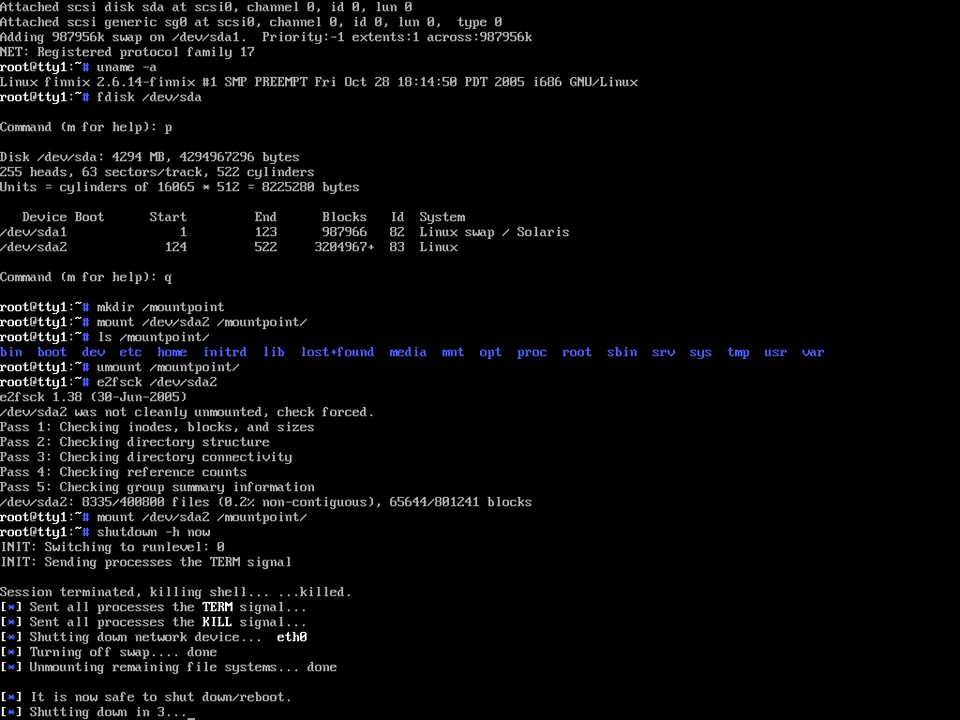 Attached scsi disk sda at scsi0, channel 0, id 0, lun 0
Attached scsi generic sg0 at scsi0, channel 0, id 0, lun 0,  type 0
Adding 987956k swap on /dev/sda1.  Priority:-1 extents:1 across:987956k
NET: Registered protocol family 17
root@tty1:~# uname -a
Linux finnix 2.6.14-finnix #1 SMP PREEMPT Fri Oct 28 18:14:50 PDT 2005 i686 GNU/Linux
root@tty1:~# fdisk /dev/sda

Command (m for help): p

Disk /dev/sda: 4294 MB, 4294967296 bytes
255 heads, 63 sectors/track, 522 cylinders
Units = cylinders of 16065 * 512 = 8225280 bytes

   Device Boot      Start         End      Blocks   Id  System
/dev/sda1               1         123      987966   82  Linux swap / Solaris
/dev/sda2             124         522     3204967+  83  Linux

Command (m for help): q

root@tty1:~# mkdir /mountpoint
root@tty1:~# mount /dev/sda2 /mountpoint/
root@tty1:~# ls /mountpoint/
bin  boot  dev  etc  home  initrd  lib  lost+found  media  mnt  opt  proc  root  sbin  srv  sys  tmp  usr  var
root@tty1:~# umount /mountpoint/
root@tty1:~# e2fsck /dev/sda2
e2fsck 1.38 (30-Jun-2005)
/dev/sda2 was not cleanly unmounted, check forced.
Pass 1: Checking inodes, blocks, and sizes
Pass 2: Checking directory structure
Pass 3: Checking directory connectivity
Pass 4: Checking reference counts
Pass 5: Checking group summary information
/dev/sda2: 8335/400800 files (0.2% non-contiguous), 65644/801241 blocks
root@tty1:~# mount /dev/sda2 /mountpoint/
root@tty1:~# shutdown -h now
INIT: Switching to runlevel: 0
INIT: Sending processes the TERM signal

Session terminated, killing shell... ...killed.
[*] Sent all processes the TERM signal...
[*] Sent all processes the KILL signal...
[*] Shutting down network device...  eth0
[*] Turning off swap.... done
[*] Unmounting remaining file systems... done

[*] It is now safe to shut down/reboot.
[*] Shutting down in 3..._